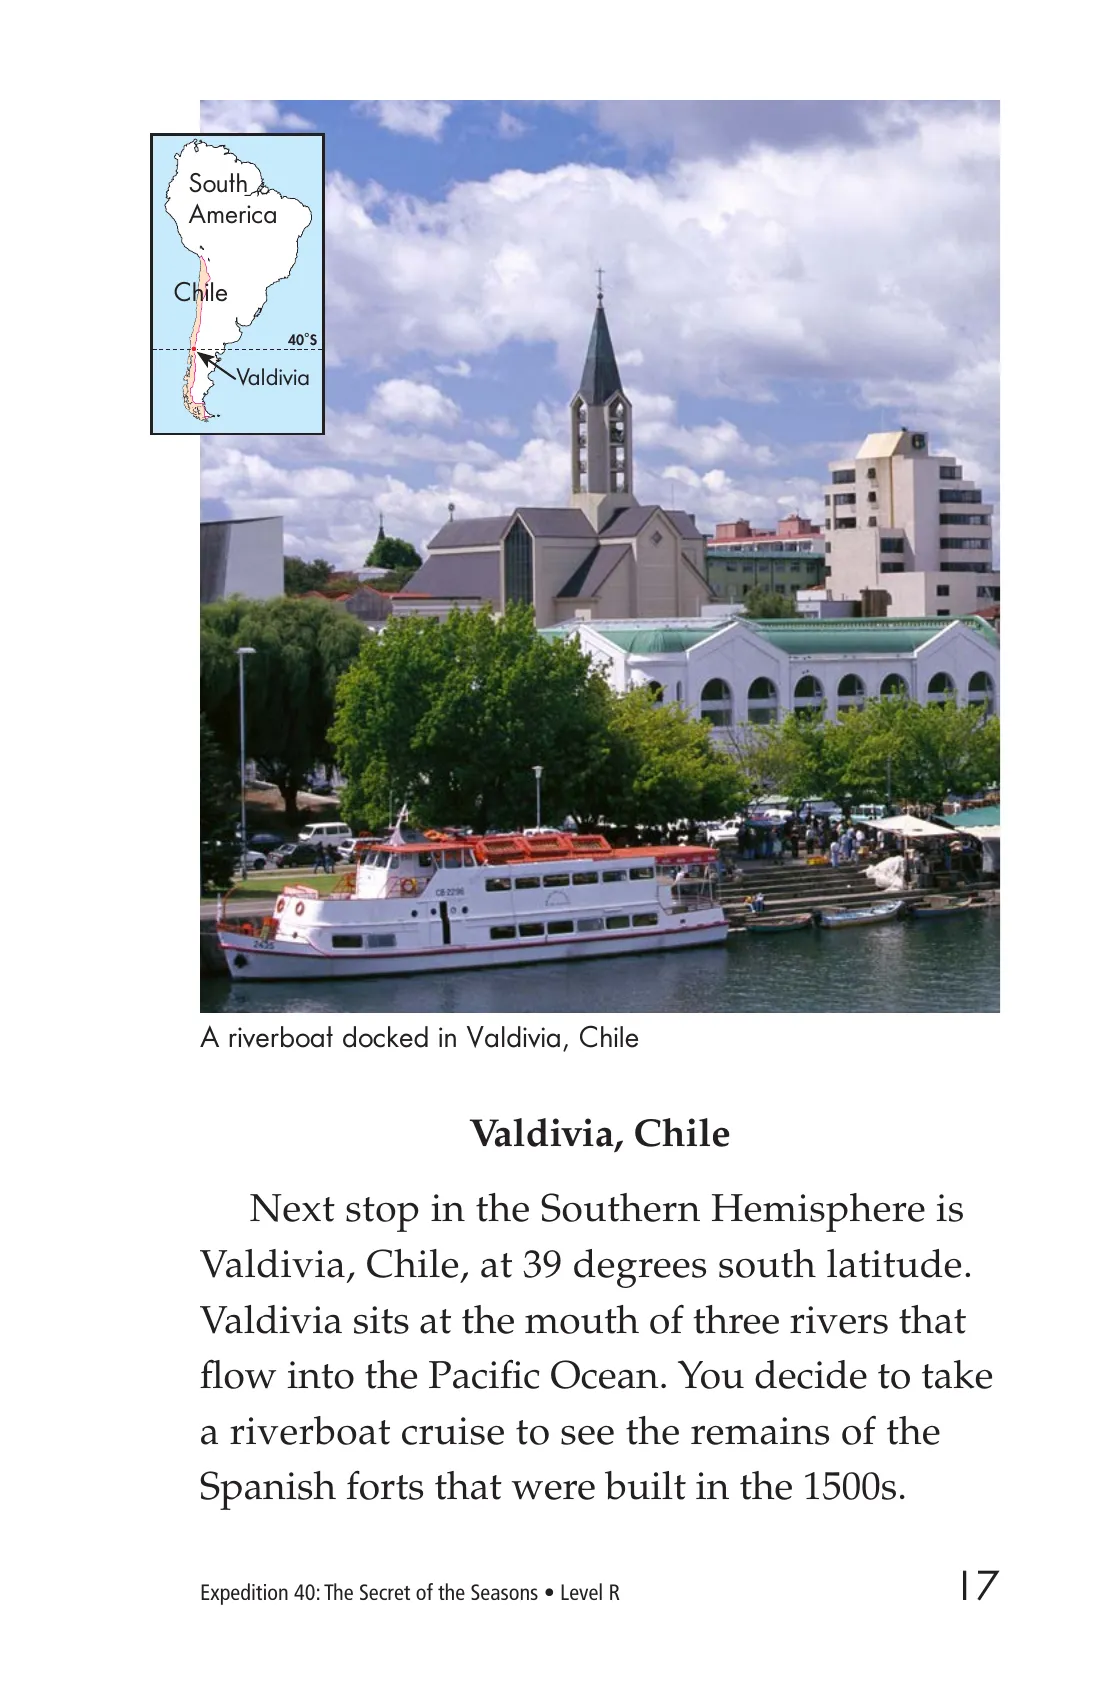 South
America
Chile
40°S
Valdivia
CB 2296
2435
A riverboat docked in Valdivia, Chile
Valdivia, Chile
Next stop in the Southern Hemisphere is
Valdivia, Chile, at 39 degrees south latitude.
Valdivia sits at the mouth of three rivers that
flow into the Pacific Ocean. You decide to take
a riverboat cruise to see the remains of the
Spanish forts that were built in the 1500s.
Expedition 40: The Secret of the Seasons • Level R
17